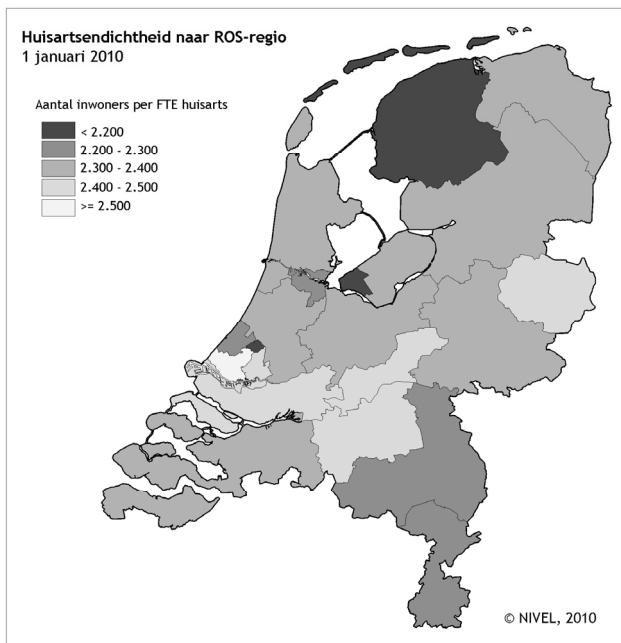 Huisartsendichtheid naar ROS-regio
1 januari 2010
Aantal inwoners per FTE huisarts
< 2.200
2.200 - 2.300
2.300 - 2.400
2.400 - 2.500
>= 2.500
© NIVEL, 2010